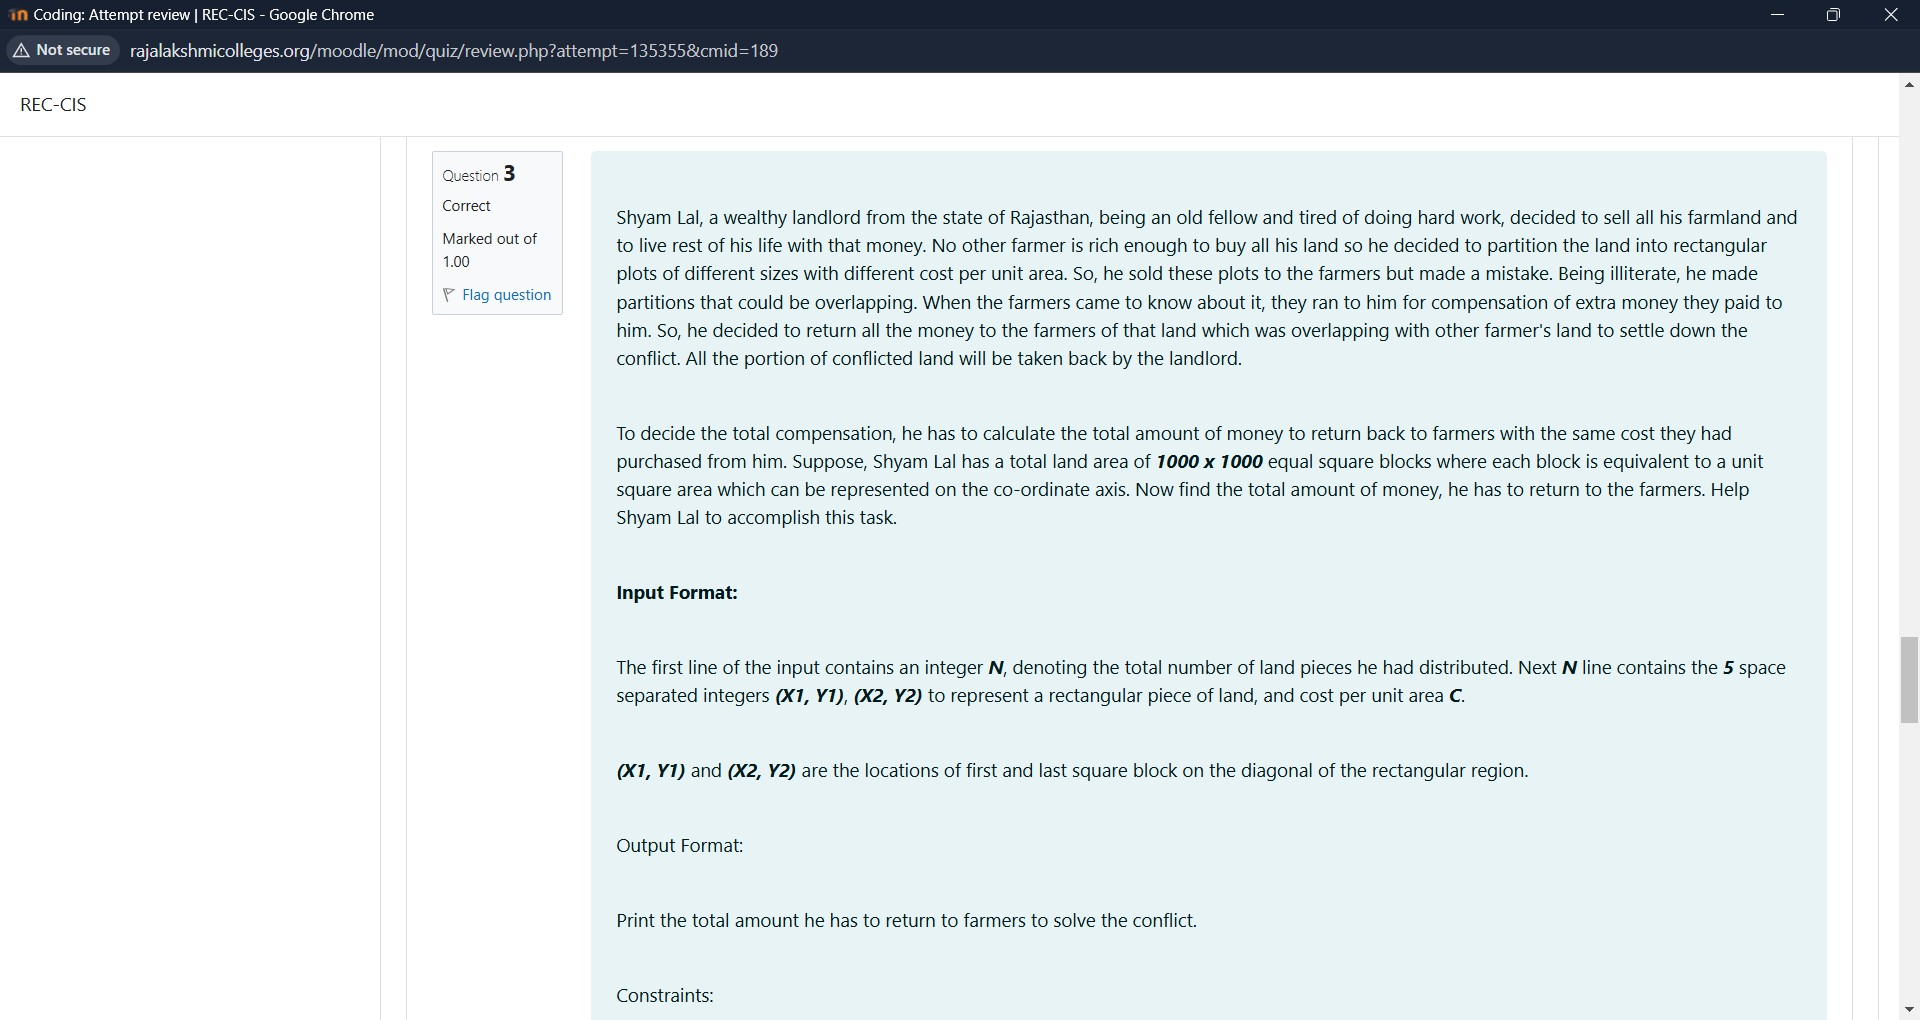 Coding: Attempt review | REC-CIS - Google Chrome
Not secure
rajalakshmicolleges.org/moodle/mod/quiz/review.php?attempt=135355&cmid=189
REC-CIS
Question 3
Correct
Marked out of
1.00
Flag question
Shyam Lal, a wealthy landlord from the state of Rajasthan, being an old fellow and tired of doing hard work, decided to sell all his farmland and
to live rest of his life with that money. No other farmer is rich enough to buy all his land so he decided to partition the land into rectangular
plots of different sizes with different cost per unit area. So, he sold these plots to the farmers but made a mistake. Being illiterate, he made
partitions that could be overlapping. When the farmers came to know about it, they ran to him for compensation of extra money they paid to
him. So, he decided to return all the money to the farmers of that land which was overlapping with other farmer's land to settle down the
conflict. All the portion of conflicted land will be taken back by the landlord.
To decide the total compensation, he has to calculate the total amount of money to return back to farmers with the same cost they had
purchased from him. Suppose, Shyam Lal has a total land area of 1000 x 1000 equal square blocks where each block is equivalent to a unit
square area which can be represented on the co-ordinate axis. Now find the total amount of money, he has to return to the farmers. Help
Shyam Lal to accomplish this task.
Input Format:
The first line of the input contains an integer N, denoting the total number of land pieces he had distributed. Next N line contains the 5 space
separated integers (X1, Y1), (X2, Y2) to represent a rectangular piece of land, and cost per unit area C.
(X1, Y1) and (X2, Y2) are the locations of first and last square block on the diagonal of the rectangular region.
Output Format:
Print the total amount he has to return to farmers to solve the conflict.
Constraints: